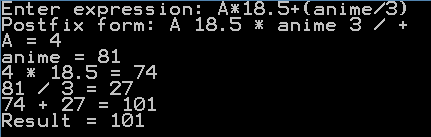 Enter expression: A*18.5+(anime/3)
Postfix form: A 18.5 * anime 3 / +
A = 4
anime = 81
4 * 18.5 = 74
81 / 3 = 27
74 + 27 = 101
Result = 101